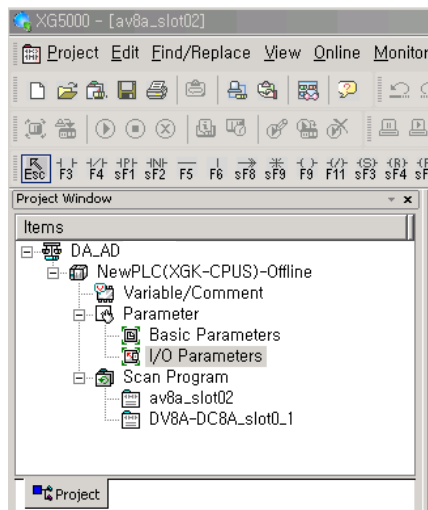 XG5000 - [av8a_slot02]
Project Edit Find/Replace View Online Monitor
Esc F3 F4 sF1 sF2 F5 F6 sF8 sF9 F9 F11 sF3 sF4
Project Window
Items
DA_AD
NewPLC(XGK-CPUS)-Offline
Variable/Comment
Parameter
Basic Parameters
I/O Parameters
Scan Program
av8a_slot02
DV8A-DC8A_slot0_1
Project